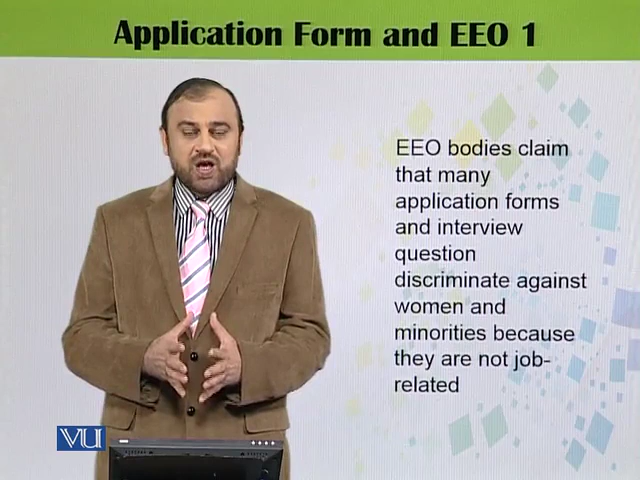 Application Form and EEO 1
EEO bodies claim
that many
application forms
and interview
question
discriminate against
women and
minorities because
they are not job-
related
VU